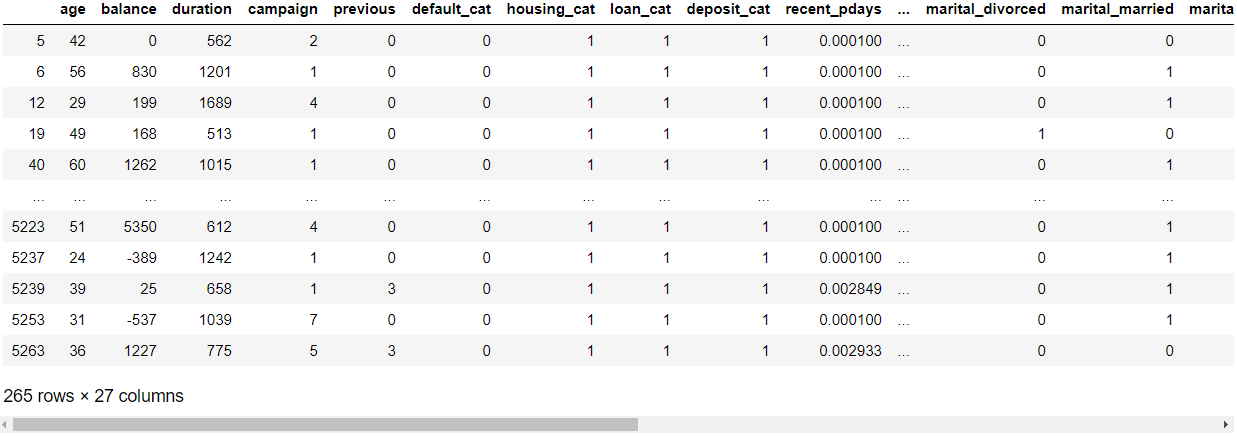 age balance duration campaign previous default_cat housing_cat loan_cat deposit_cat recent_pdays ... marital_divorced marital_married marita
5 42 0 562 2 0 0 1 1 1 0.000100 ... 0 0
6 56 830 1201 1 0 0 1 1 1 0.000100 ... 0 1
12 29 199 1689 4 0 0 1 1 1 0.000100 ... 0 1
19 49 168 513 1 0 0 1 1 1 0.000100 ... 1 0
40 60 1262 1015 1 0 0 1 1 1 0.000100 ... 0 1
... ... ... ... ... ... ... ... ... ... ... ... ... ...
5223 51 5350 612 4 0 0 1 1 1 0.000100 ... 0 1
5237 24 -389 1242 1 0 0 1 1 1 0.000100 ... 0 1
5239 39 25 658 1 3 0 1 1 1 0.002849 ... 0 1
5253 31 -537 1039 7 0 0 1 1 1 0.000100 ... 0 1
5263 36 1227 775 5 3 0 1 1 1 0.002933 ... 0 0
265 rows × 27 columns